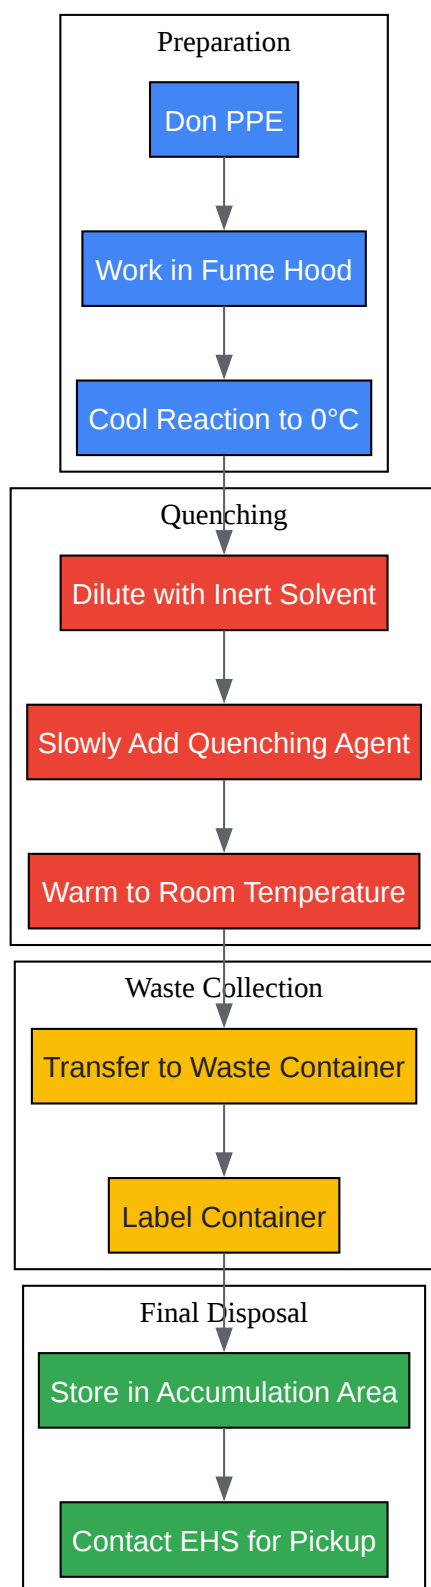 Preparation
Don PPE
Work in Fume Hood
Cool Reaction to 0°C
Quenching
Dilute with Inert Solvent
Slowly Add Quenching Agent
Warm to Room Temperature
Waste Collection
Transfer to Waste Container
Label Container
Final Disposal
Store in Accumulation Area
Contact EHS for Pickup